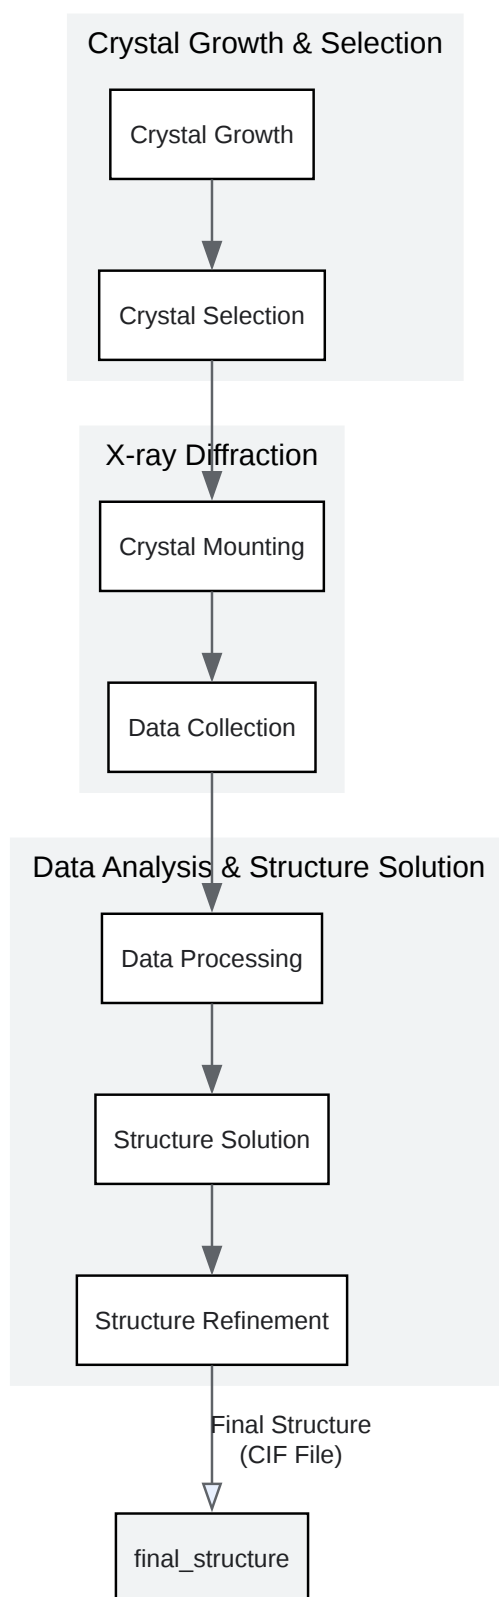 Crystal Growth & Selection
Crystal Growth
Crystal Selection
X-ray Diffraction
Crystal Mounting
Data Collection
Data Analysis & Structure Solution
Data Processing
Structure Solution
Structure Refinement
Final Structure
(CIF File)
final_structure